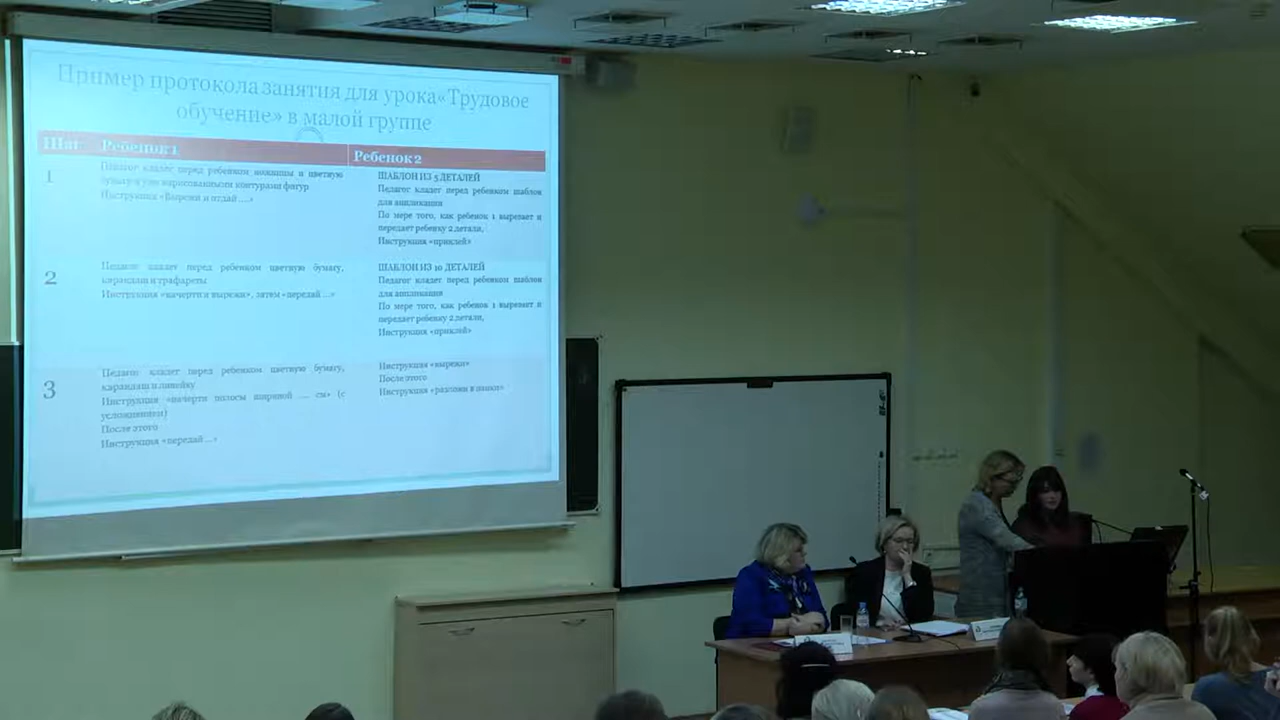 Пример протокола занятия для урока«Трудовое
обучение» в малой группе
Шаг Ребенок 1 Ребенок 2
1
Педагог кладет перед ребенком ножницы и цветную
бумагу с уже нарисованными контурами фигур
Инструкция «Вырежи и отдай ....»
ШАБЛОН ИЗ 5 ДЕТАЛЕЙ
Педагог кладет перед ребенком шаблон
для аппликации
По мере того, как ребенок 1 вырезает и
передает ребенку 2 детали,
Инструкция «приклей»
2
Педагог кладет перед ребенком цветную бумагу,
карандаш и трафареты
Инструкция «начерти и вырежи», затем «передай ...»
ШАБЛОН ИЗ 10 ДЕТАЛЕЙ
Педагог кладет перед ребенком шаблон
для аппликации
По мере того, как ребенок 1 вырезает и
передает ребенку 2 детали,
Инструкция «приклей»
3
Педагог кладет перед ребенком цветную бумагу,
карандаш и линейку
Инструкция «начерти полосы шириной ... см» (с
усложнением)
После этого
Инструкция «передай ...»
Инструкция «вырежи»
После этого
Инструкция «разложи в папки»